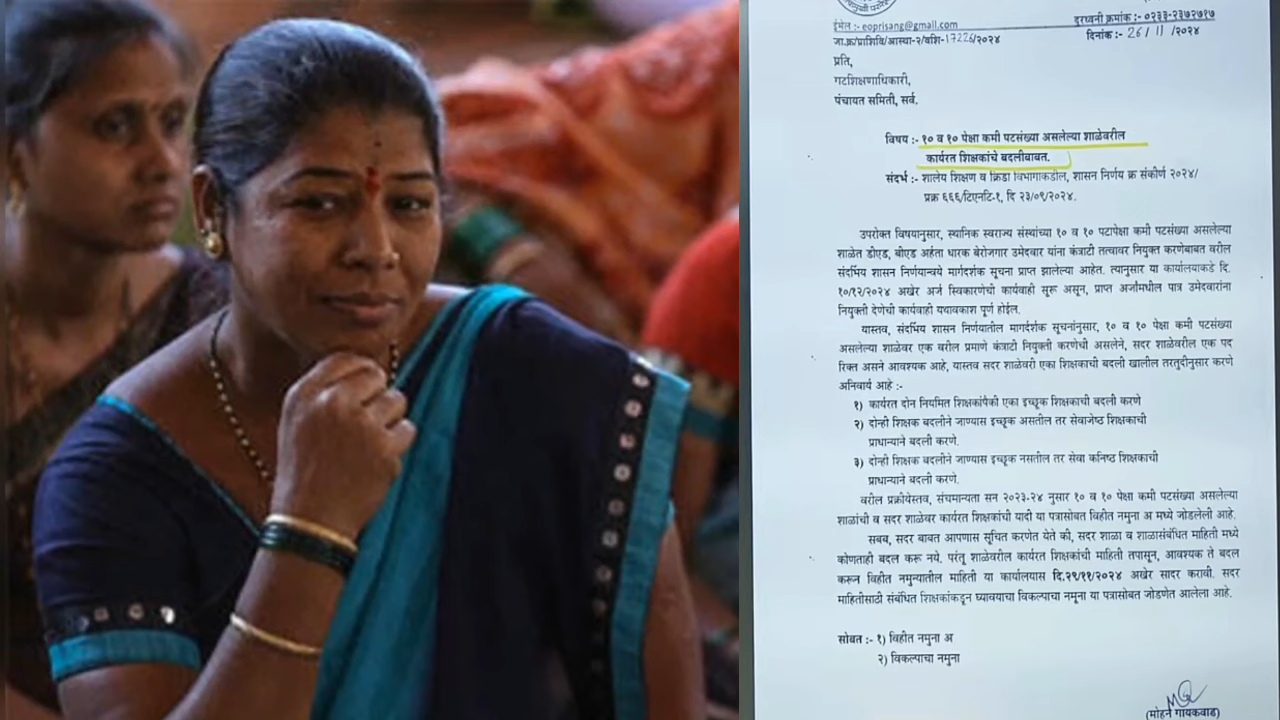 ईमेल :- eoprisang@gmail.com
दुरध्वनी क्रमांक :- ०२३३-२३७२७१७
जा.क्र/प्राशिवि/आस्था-२/वशि-17226/२०२४
दिनांक :- 26/11/२०२४
प्रति,
गटशिक्षणाधिकारी,
पंचायत समिती, सर्व.
विषय :- १० व १० पेक्षा कमी पटसंख्या असलेल्या शाळेवरील
कार्यरत शिक्षकांचे बदलीबाबत.
संदर्भ :- शालेय शिक्षण व क्रिडा विभागाकडील, शासन निर्णय क्र संकीर्ण २०२४/
प्रक्र ६६६/टिएनटि-१, दि २३/०९/२०२४.
उपरोक्त विषयानुसार, स्थानिक स्वराज्य संस्थांच्या १० व १० पटापेक्षा कमी पटसंख्या असलेल्या
शाळेत डीएड, बीएड अर्हता धारक बेरोजगार उमेदवार यांना कंत्राटी तत्वावर नियुक्त करणेबाबत वरील
संदर्भिय शासन निर्णयान्वये मार्गदर्शक सूचना प्राप्त झालेल्या आहेत. त्यानुसार या कार्यालयाकडे दि.
१०/१२/२०२४ अखेर अर्ज स्विकारणेची कार्यवाही सूरू असून, प्राप्त अर्जांमधील पात्र उमेदवारांना
नियुक्ती देणेची कार्यवाही यथावकाश पूर्ण होईल.
यास्तव, संदर्भिय शासन निर्णयातील मागदर्शक सूचनांनुसार, १० व १० पेक्षा कमी पटसंख्या
असलेल्या शाळेवर एक वरील प्रमाणे कंत्राटी नियुक्ती करणेची असलेने, सदर शाळेवरील एक पद
रिक्त असने आवश्यक आहे, यास्तव सदर शाळेवरी एका शिक्षकाची बदली खालील तरतुदीनुसार करणे
अनिवार्य आहे :-
१) कार्यरत दोन नियमित शिक्षकांपैकी एका इच्छूक शिक्षकाची बदली करणे
२) दोन्ही शिक्षक बदलीने जाण्यास इच्छूक असतील तर सेवाजेष्ठ शिक्षकाची
प्राधान्याने बदली करणे.
३) दोन्ही शिक्षक बदलीने जाण्यास इच्छूक नसतील तर सेवा कनिष्ठ शिक्षकाची
प्राधान्याने बदली करणे.
वरील प्रक्रीयेस्तव, संचमान्यता सन २०२३-२४ नुसार १० व १० पेक्षा कमी पटसंख्या असलेल्या
शाळांची व सदर शाळेवर कार्यरत शिक्षकांची यादी या पत्रासोवत विहीत नमुना अ मध्ये जोडलेली आहे.
सबब, सदर बावत आपणास सूचित करणेत येते की, सदर शाळा व शाळासंबंधित माहिती मध्ये
कोणताही बदल करू नये. परंतू शाळेवरील कार्यरत शिक्षकांची माहिती तपासून, आवश्यक ते बदल
करून विहीत नमुन्यातील माहिती या कार्यालयास दि.२९/११/२०२४ अखेर सादर करावी. सदर
माहितीसाठी संबंधित शिक्षकांकडून घ्यावयाचा विकल्पाचा नमूना या पत्रासोबत जोडणेत आलेला आहे.
सोवत :- १) विहीत नमुना अ
२) विकल्पाचा नमुना
(मोहन गायकवाड)